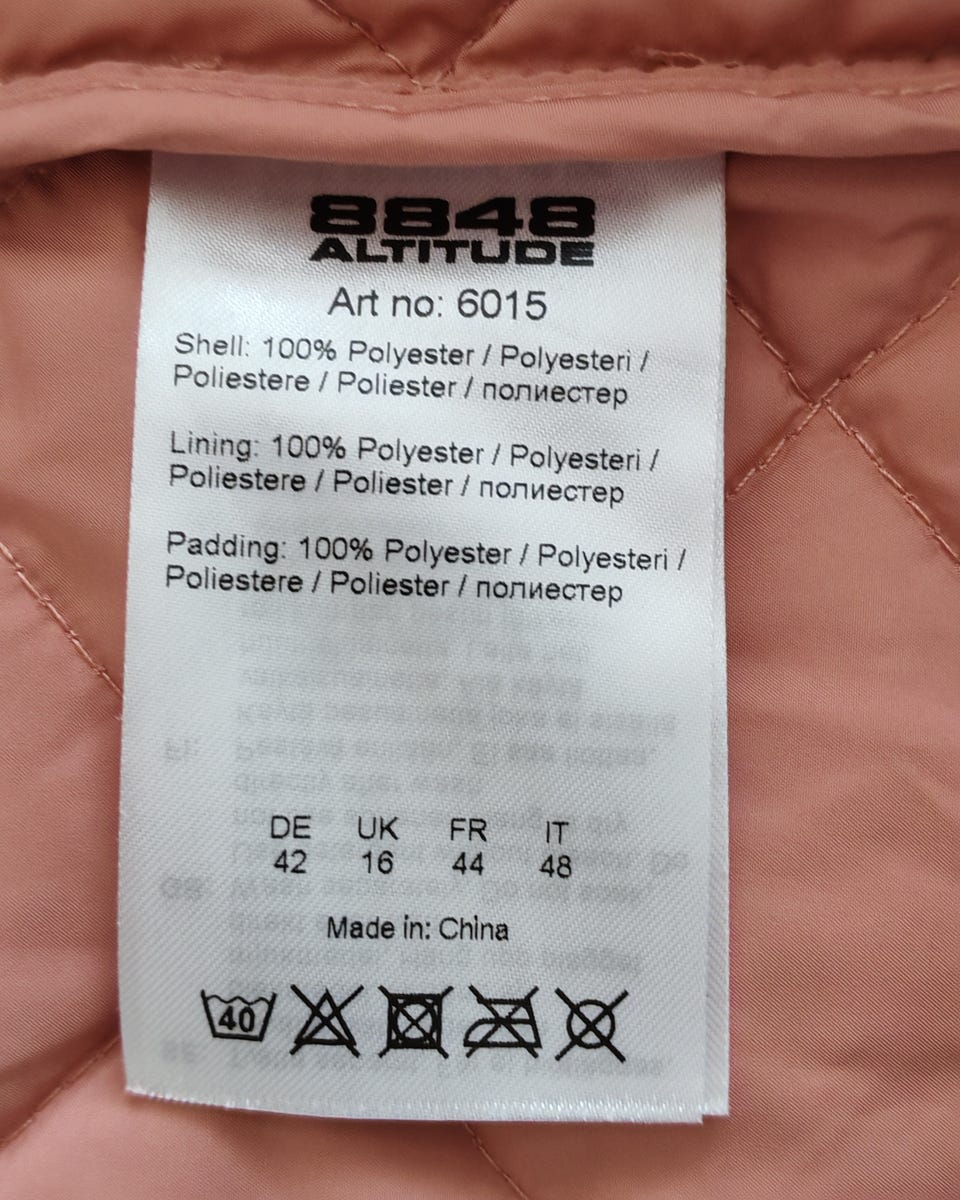 8848
ALTITUDE
Art no: 6015
Shell: 100% Polyester / Polyesteri /
Poliestere / Poliester / полиестер
Lining: 100% Polyester / Polyesteri /
Poliestere / Poliester / полиестер
Padding: 100% Polyester / Polyesteri /
Poliestere / Poliester / полиестер
DE UK FR IT
42 16 44 48
Made in: China
40